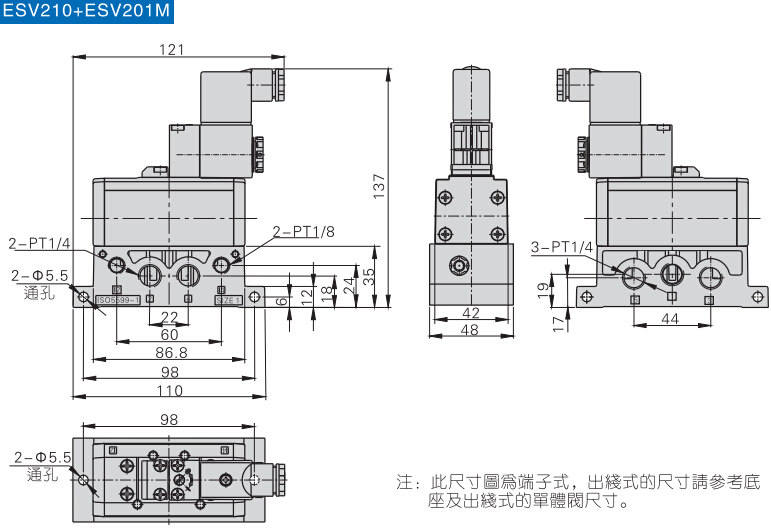 ESV210+ESV201M
121
137
2-PT1/4
2-PT1/8
3-PT1/4
2-Φ5.5
通孔
ISO5599-1
SIZE 1
6
12
18
24
35
19
17
22
60
86.8
98
110
42
48
44
98
2-Φ5.5
通孔
注：此尺寸圖爲端子式，出綫式的尺寸請參考底
座及出綫式的單體閥尺寸。